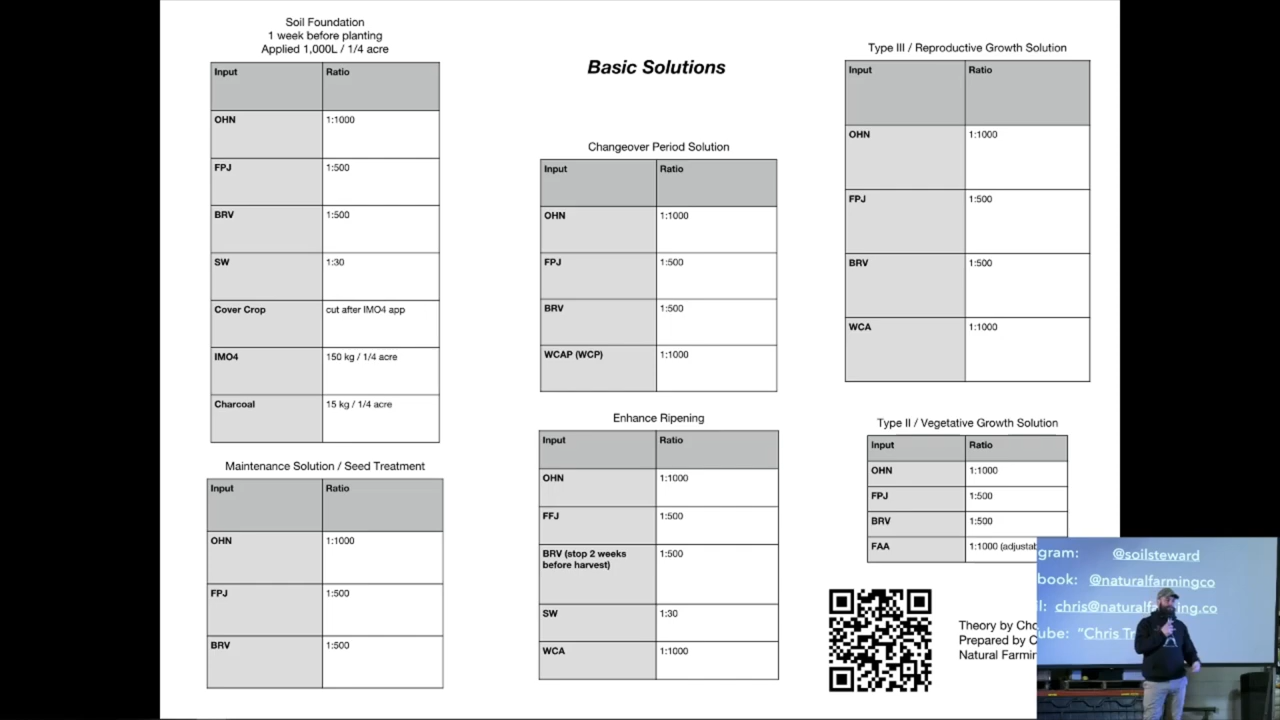 Soil Foundation
1 week before planting
Applied 1,000L / 1/4 acre
Input Ratio
OHN 1:1000
FPJ 1:500
BRV 1:500
SW 1:30
Cover Crop cut after IMO4 app
IMO4 150 kg / 1/4 acre
Charcoal 15 kg / 1/4 acre
Maintenance Solution / Seed Treatment
Input Ratio
OHN 1:1000
FPJ 1:500
BRV 1:500
Basic Solutions
Changeover Period Solution
Input Ratio
OHN 1:1000
FPJ 1:500
BRV 1:500
WCAP (WCP) 1:1000
Enhance Ripening
Input Ratio
OHN 1:1000
FFJ 1:500
BRV (stop 2 weeks 1:500
before harvest)
SW 1:30
WCA 1:1000
Type III / Reproductive Growth Solution
Input Ratio
OHN 1:1000
FPJ 1:500
BRV 1:500
WCA 1:1000
Type II / Vegetative Growth Solution
Input Ratio
OHN 1:1000
FPJ 1:500
BRV 1:500
FAA 1:1000
Theory by
Prepared by
Natural
@soilsteward
@naturalfarmingco
"Chris